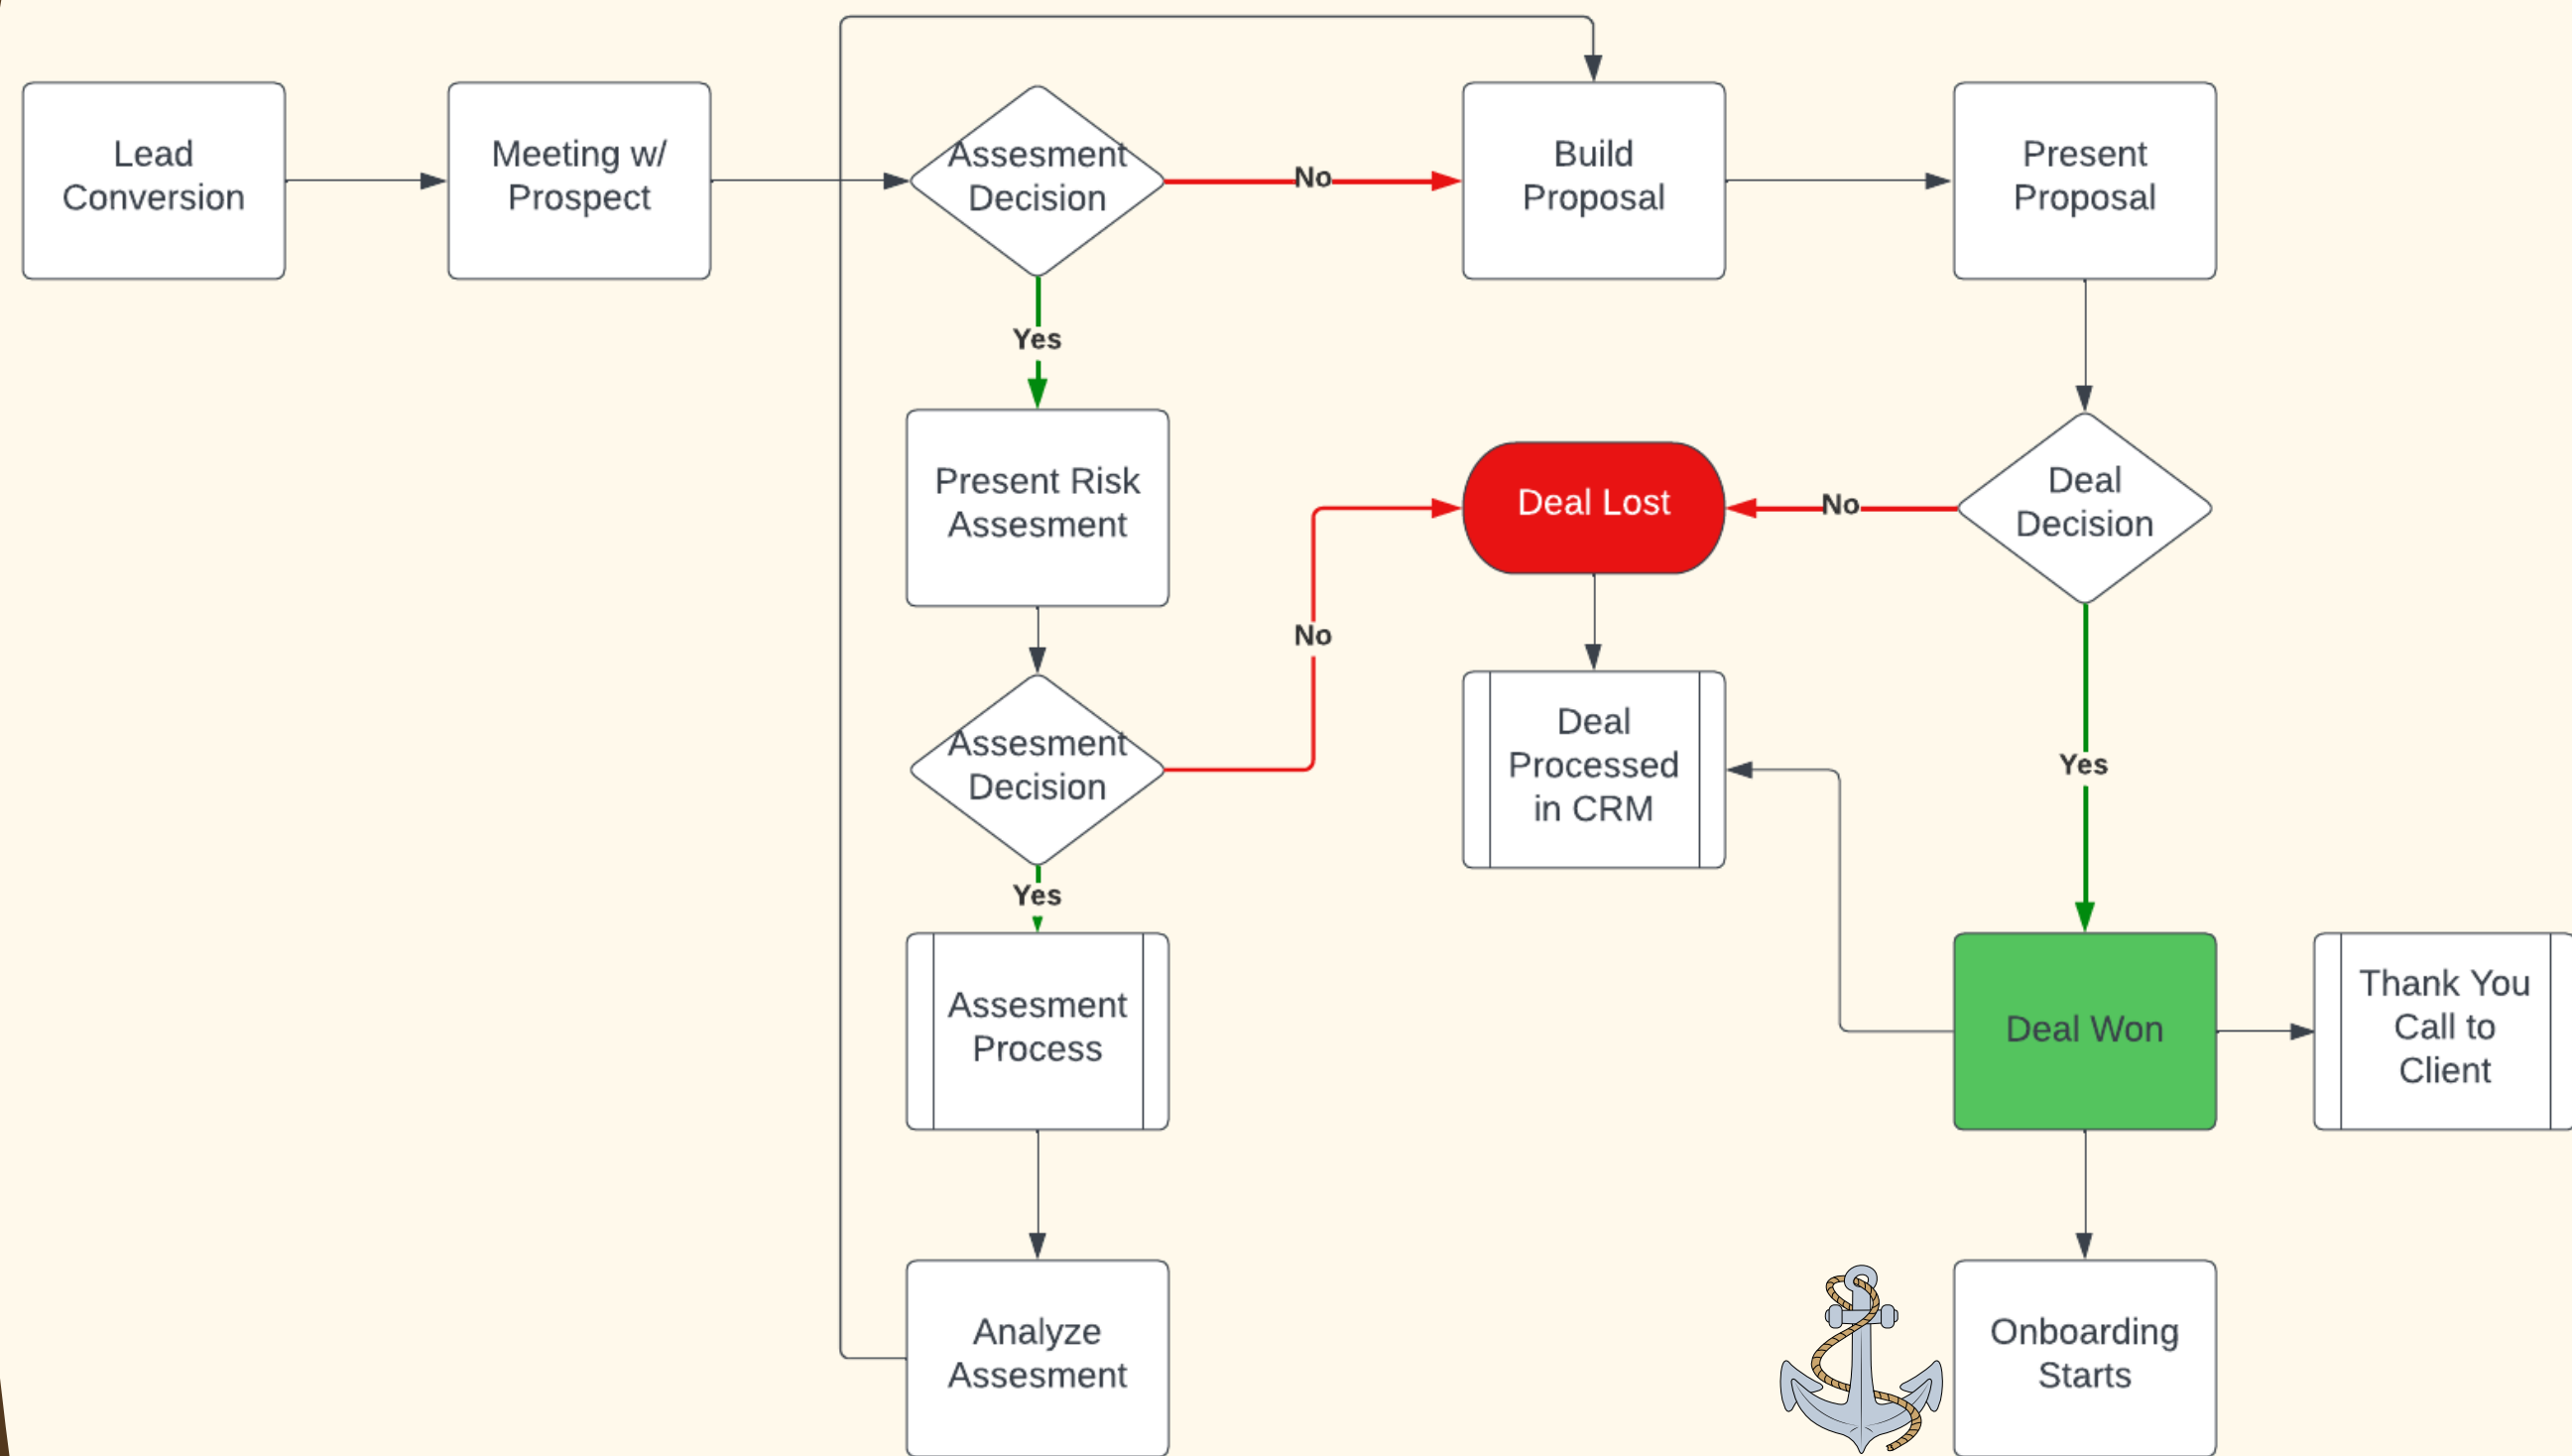 Lead
Conversion
Meeting w/
Prospect
Assesment
Decision
No
Build
Proposal
Present
Proposal
Yes
Present Risk
Assesment
Deal Lost
No
Deal
Decision
No
Assesment
Decision
Deal
Processed
in CRM
Yes
Yes
Assesment
Process
Deal Won
Thank You
Call to
Client
Analyze
Assesment
Onboarding
Starts